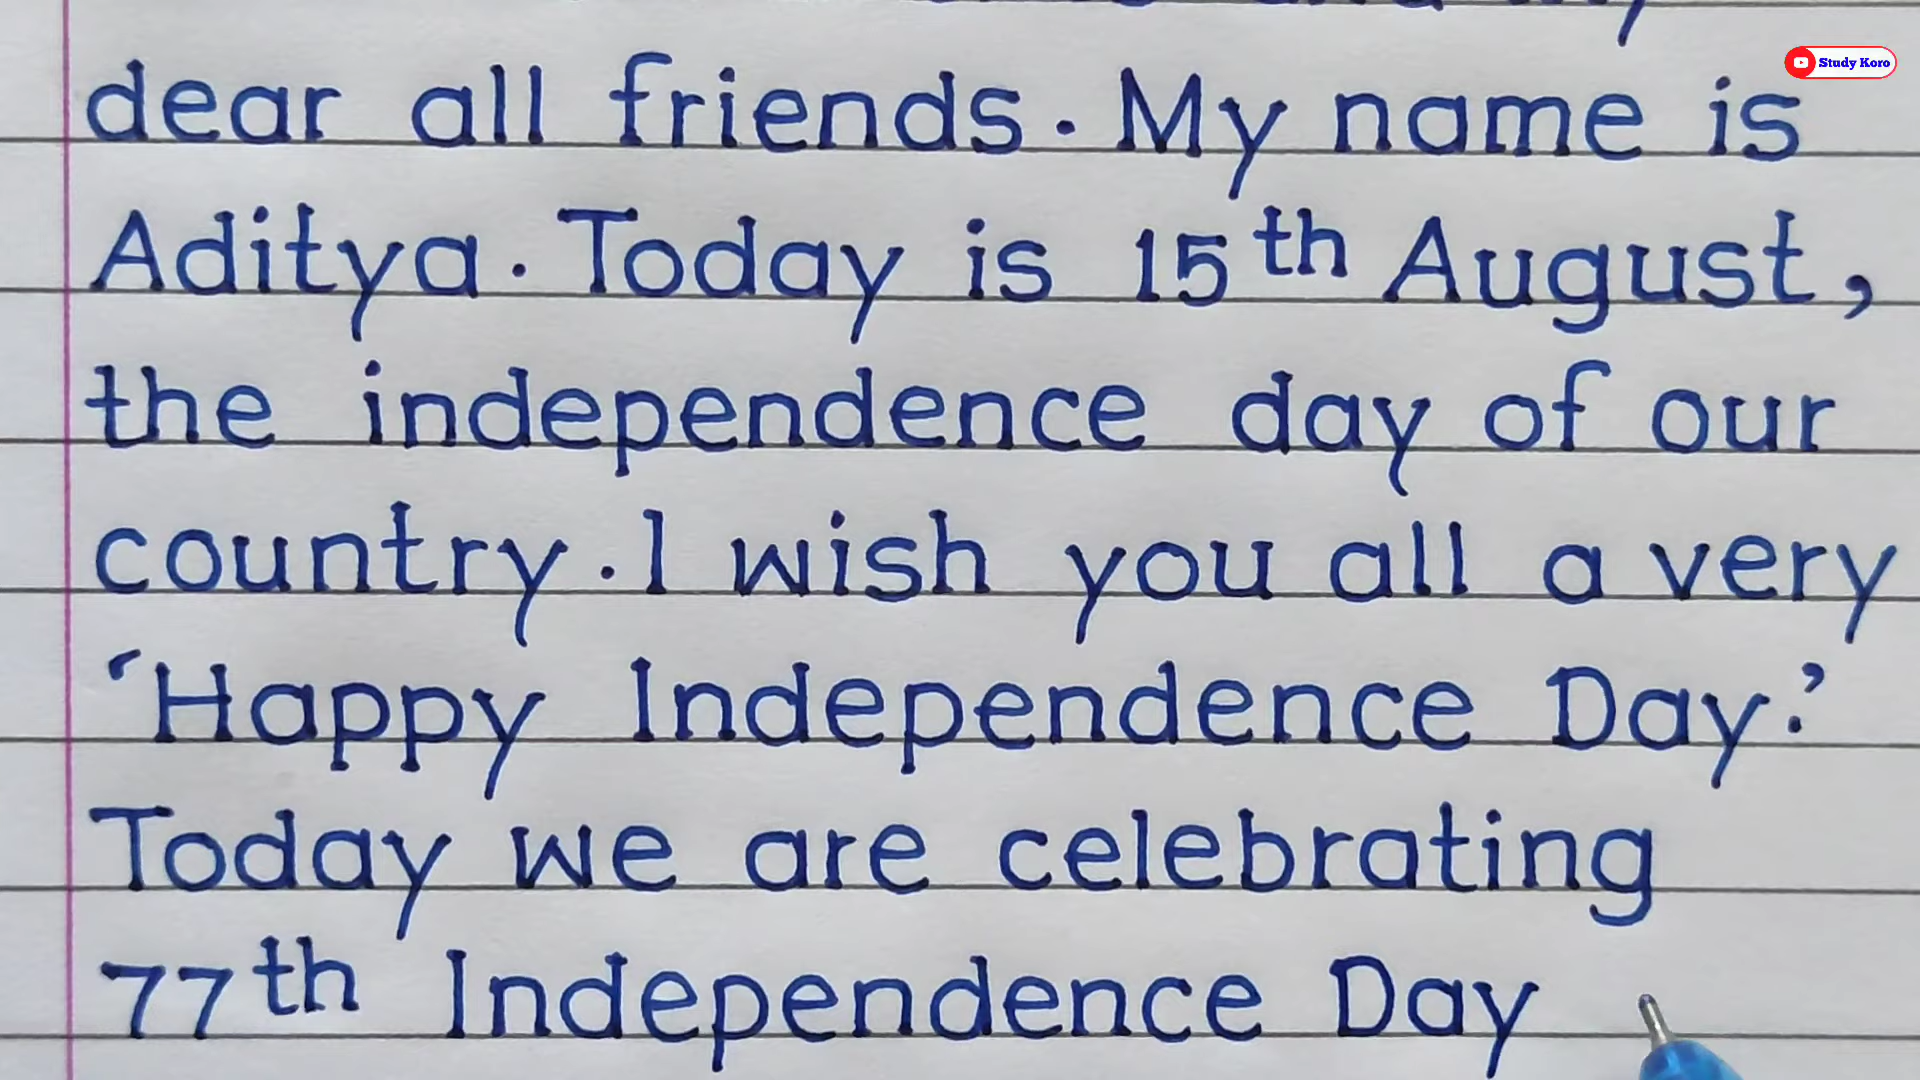 Study Koro
dear all friends. My name is
Aditya. Today is 15th August,
the independence day of our
country. I wish you all a very
'Happy Independence Day.'
Today we are celebrating
77th Independence Day